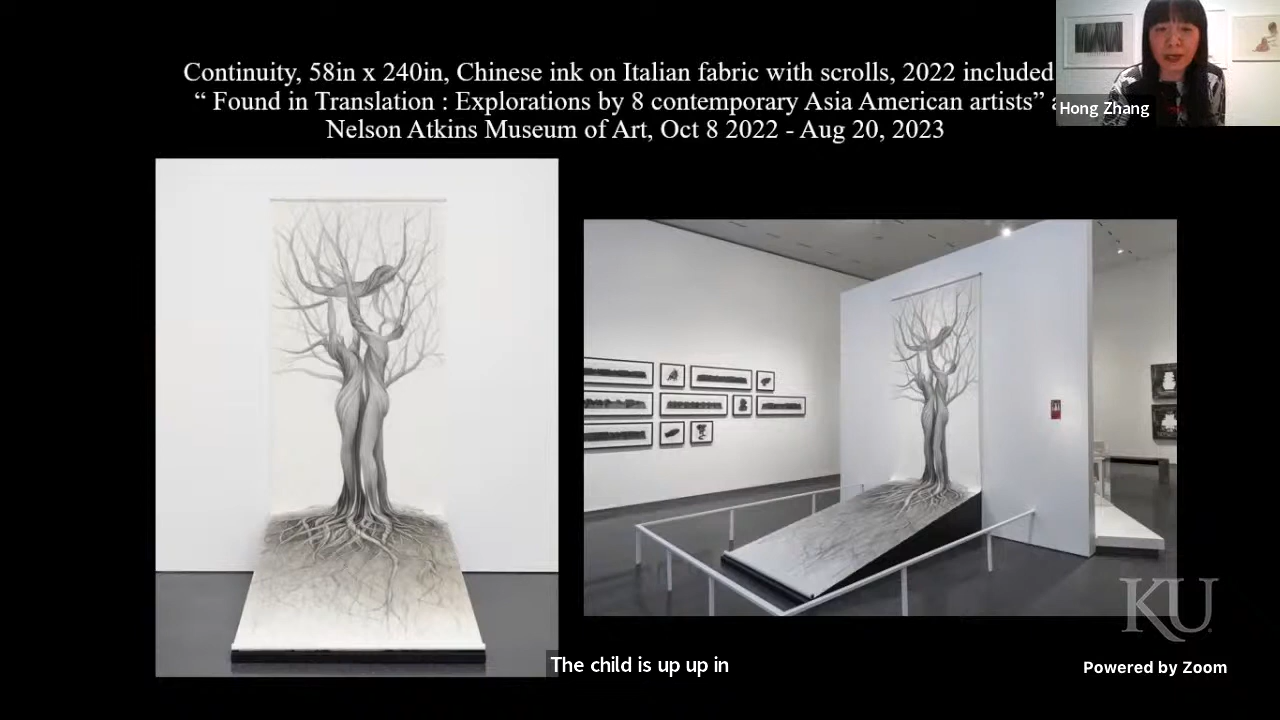 Continuity, 58in x 240in, Chinese ink on Italian fabric with scrolls, 2022 included
“ Found in Translation : Explorations by 8 contemporary Asia American artists”
Nelson Atkins Museum of Art, Oct 8 2022 - Aug 20, 2023
Hong Zhang
The child is up up in
KU
Powered by Zoom